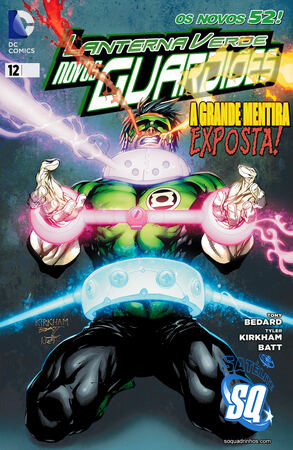 OS NOVOS 52!
DC COMICS
LANTERNA VERDE
12
NOVOS
GUARDIÕES
A GRANDE MENTIRA
EXPOSTA!
KIRKHAM
TONY
BEDARD
TYLER
KIRKHAM
BATT
SQ
soquadrinhos.com